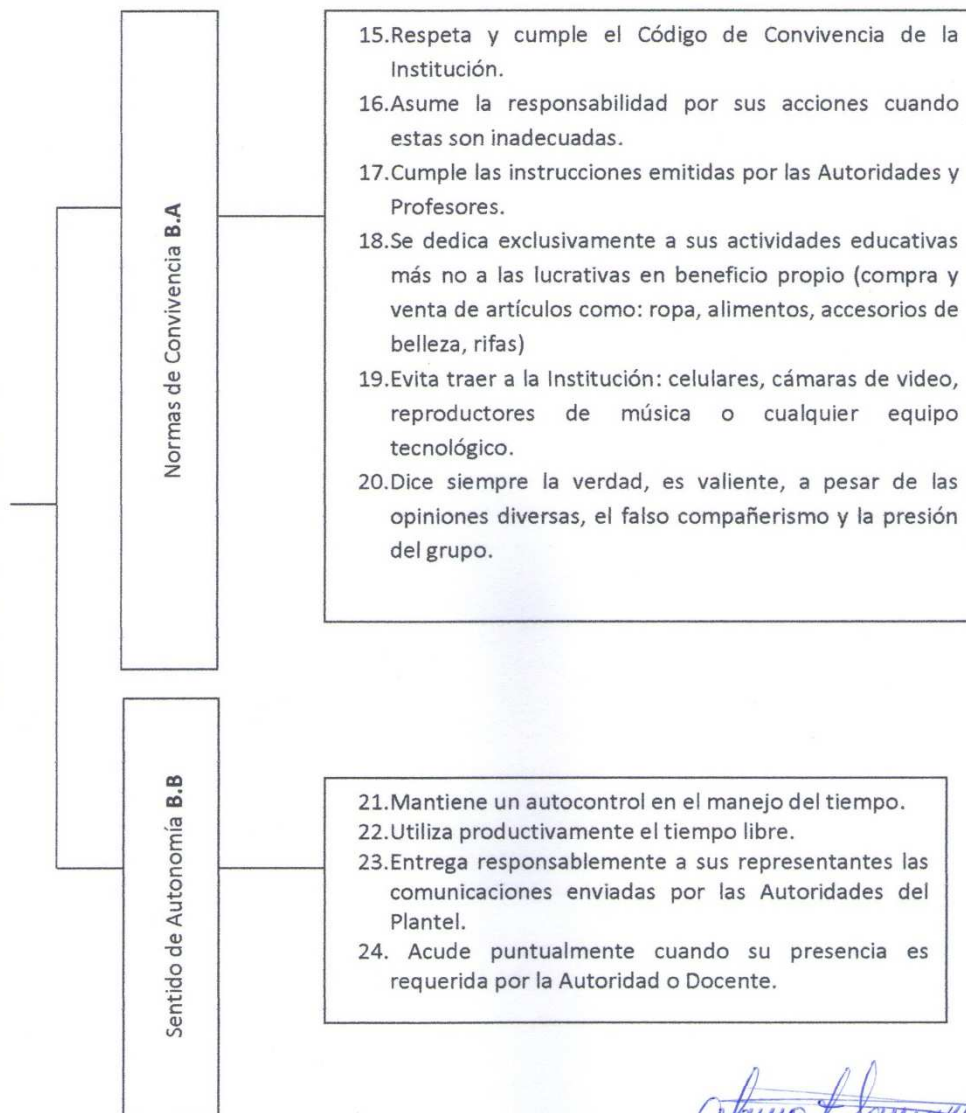 Normas de Convivencia B.A
15.Respeta y cumple el Código de Convivencia de la
Institución.
16.Asume la responsabilidad por sus acciones cuando
estas son inadecuadas.
17.Cumple las instrucciones emitidas por las Autoridades y
Profesores.
18.Se dedica exclusivamente a sus actividades educativas
más no a las lucrativas en beneficio propio (compra y
venta de artículos como: ropa, alimentos, accesorios de
belleza, rifas)
19.Evita traer a la Institución: celulares, cámaras de video,
reproductores de música o cualquier equipo
tecnológico.
20.Dice siempre la verdad, es valiente, a pesar de las
opiniones diversas, el falso compañerismo y la presión
del grupo.
Sentido de Autonomía B.B
21.Mantiene un autocontrol en el manejo del tiempo.
22.Utiliza productivamente el tiempo libre.
23.Entrega responsablemente a sus representantes las
comunicaciones enviadas por las Autoridades del
Plantel.
24. Acude puntualmente cuando su presencia es
requerida por la Autoridad o Docente.